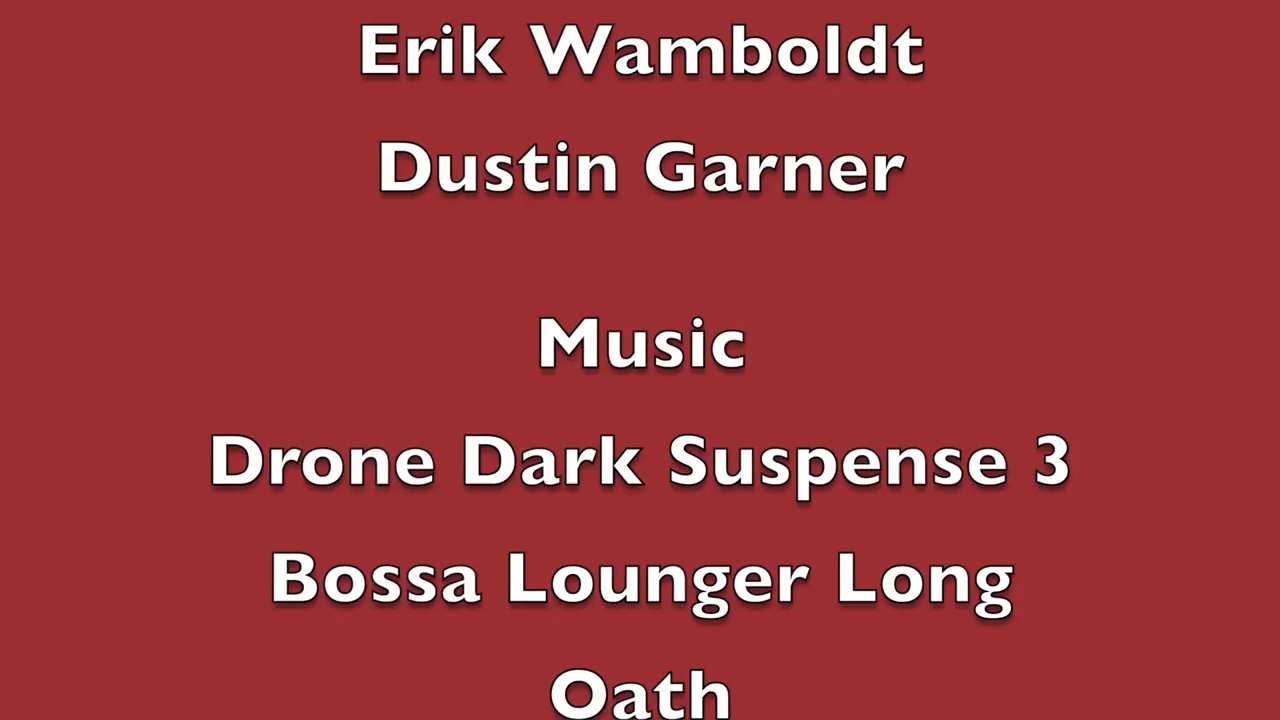 Erik Wamboldt
Dustin Garner
Music
Drone Dark Suspense 3
Bossa Lounger Long
Oath